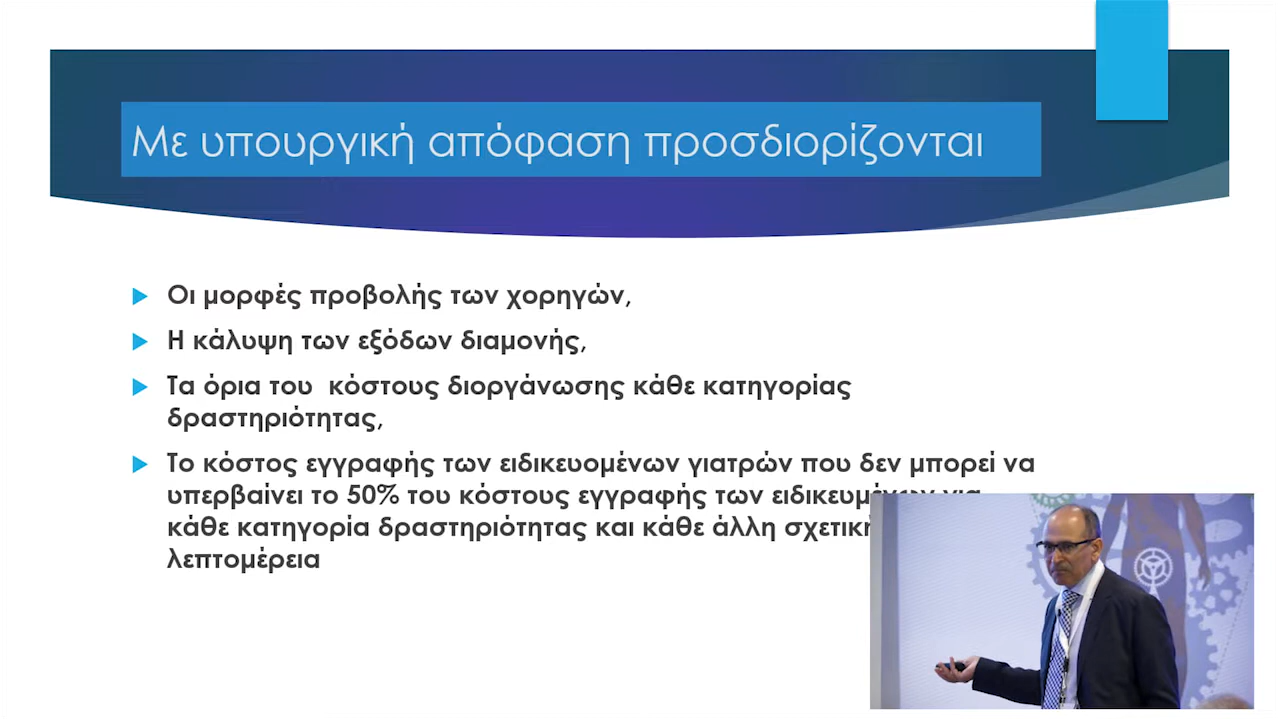 Με υπουργική απόφαση προσδιορίζονται
Οι μορφές προβολής των χορηγών,
Η κάλυψη των εξόδων διαμονής,
Τα όρια του κόστους διοργάνωσης κάθε κατηγορίας
δραστηριότητας,
Το κόστος εγγραφής των ειδικευομένων γιατρών που δεν μπορεί να
υπερβαίνει το 50% του κόστους εγγραφής των ειδικευμένων για
κάθε κατηγορία δραστηριότητας και κάθε άλλη σχετική
λεπτομέρεια